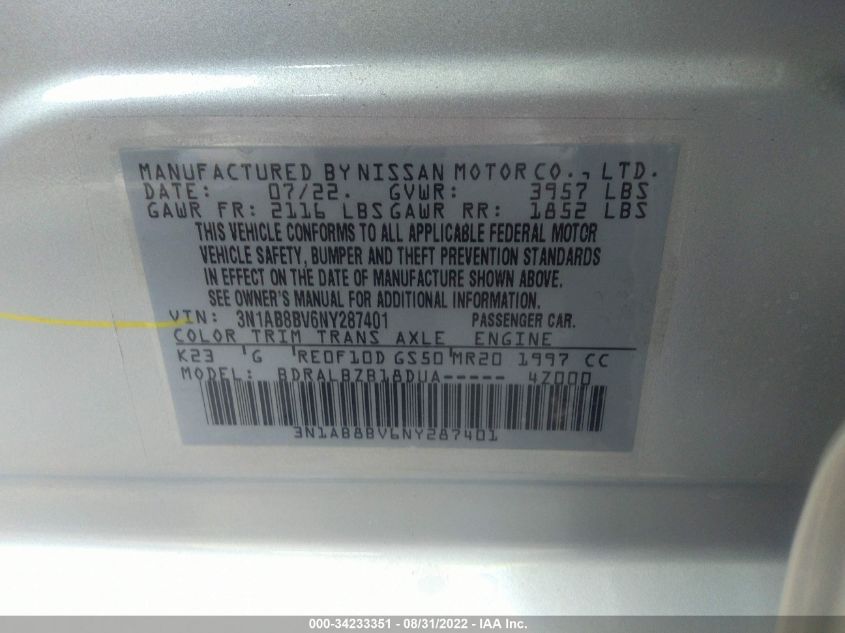 MANUFACTURED BY NISSAN MOTOR CO., LTD.
DATE: 07/22. GVWR: 3957 LBS
GAWR FR: 2116 LBS GAWR RR: 1852 LBS
THIS VEHICLE CONFORMS TO ALL APPLICABLE FEDERAL MOTOR
VEHICLE SAFETY, BUMPER AND THEFT PREVENTION STANDARDS
IN EFFECT ON THE DATE OF MANUFACTURE SHOWN ABOVE.
SEE OWNER'S MANUAL FOR ADDITIONAL INFORMATION.
VIN: 3N1AB8BV6NY287401 PASSENGER CAR.
COLOR TRIM TRANS AXLE ENGINE
K23 G RE0F10D GS50 MR20 1997 CC
MODEL: BDRALBZB18DUA----- 4Z000
3N1AB8BV6NY287401
000-34233351 - 08/31/2022 - IAA Inc.